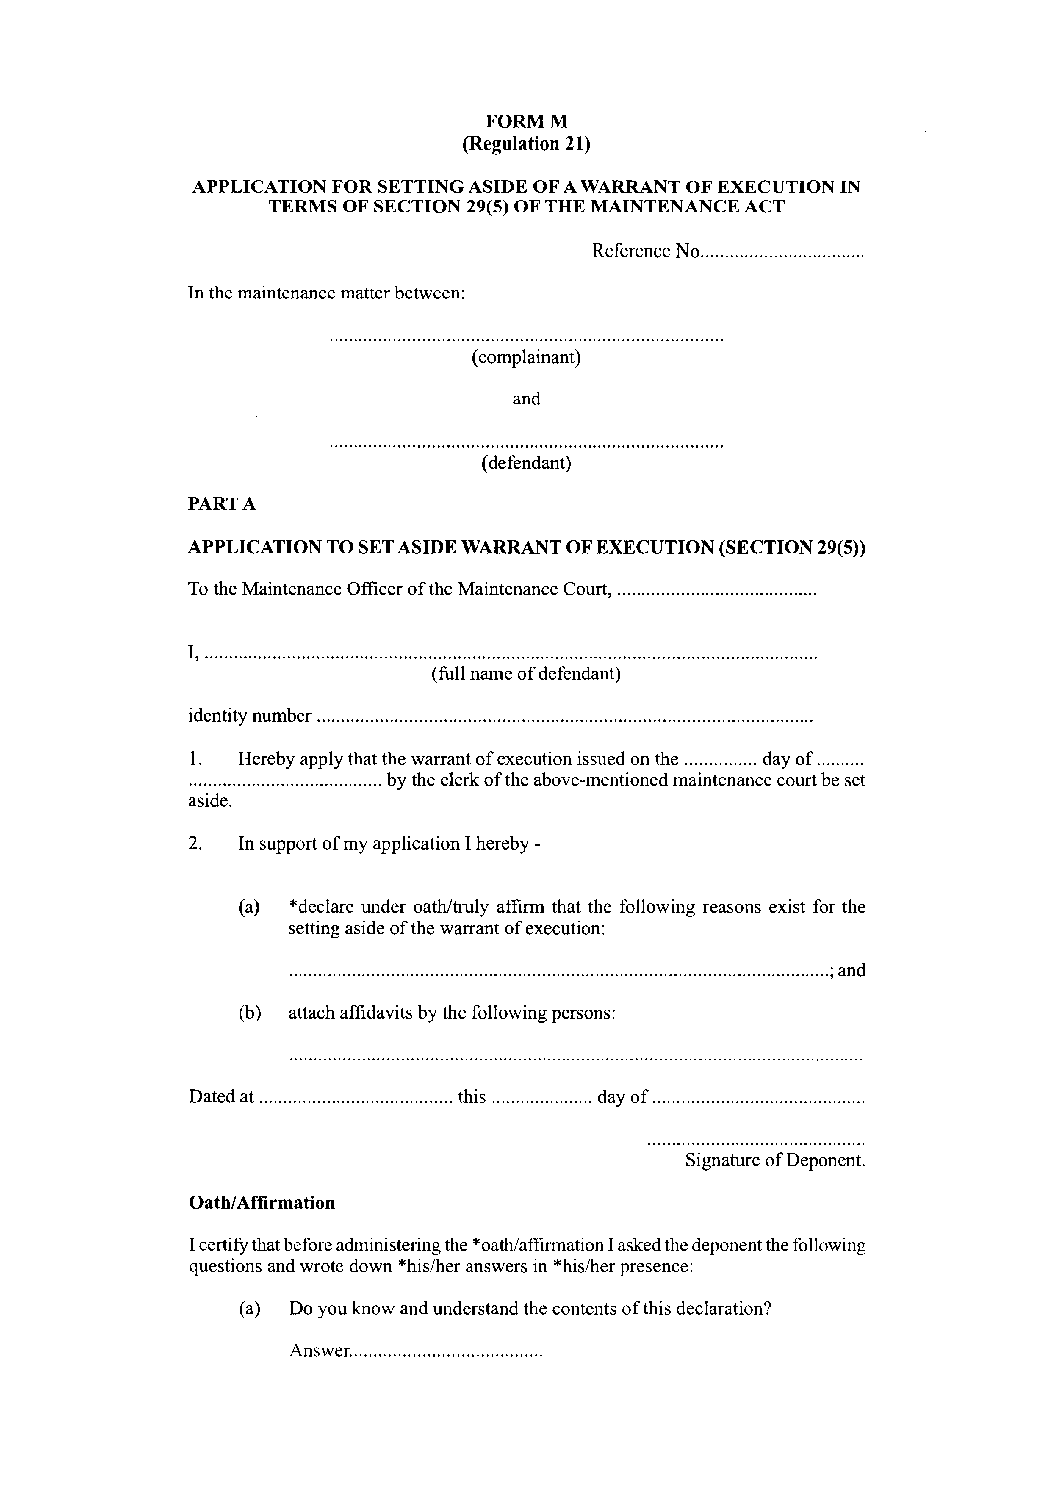 FORM M
(Regulation 21)
APPLICATION FOR SETTING ASIDE OF A WARRANT OF EXECUTION IN
TERMS OF SECTION 29(5) OF THE MAINTENANCE ACT
Reference No..................................
In the maintenance matter between:
.................................................................................
(complainant)
and
.................................................................................
(defendant)
PART A
APPLICATION TO SET ASIDE WARRANT OF EXECUTION (SECTION 29(5))
To the Maintenance Officer of the Maintenance Court, .........................................
I, ..............................................................................................................................
(full name of defendant)
identity number ......................................................................................................
1. Hereby apply that the warrant of execution issued on the ............... day of ..........
........................................ by the clerk of the above-mentioned maintenance court be set
aside.
2. In support of my application I hereby -
(a) *declare under oath/truly affirm that the following reasons exist for the
setting aside of the warrant of execution:
...............................................................................................................; and
(b) attach affidavits by the following persons:
......................................................................................................................
Dated at ........................................ this ..................... day of ............................................
.............................................
Signature of Deponent.
Oath/Affirmation
I certify that before administering the *oath/affirmation I asked the deponent the following
questions and wrote down *his/her answers in *his/her presence:
(a) Do you know and understand the contents of this declaration?
Answer........................................